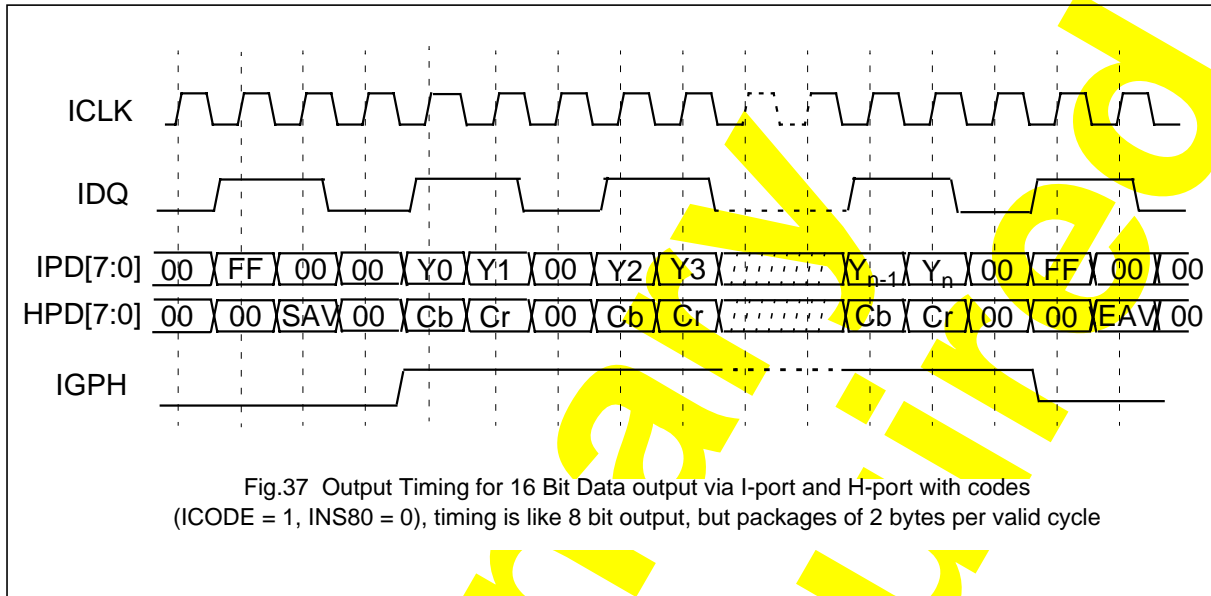 ICLK
IDQ
IPD[7:0] 00 FF 00 00 Y0 Y1 00 Y2 Y3 Yn-1 Yn 00 FF 00 00
HPD[7:0] 00 00 SAV 00 Cb Cr 00 Cb Cr Cb Cr 00 00 EAV 00
IGPH
Fig.37 Output Timing for 16 Bit Data output via I-port and H-port with codes
(ICODE = 1, INS80 = 0), timing is like 8 bit output, but packages of 2 bytes per valid cycle